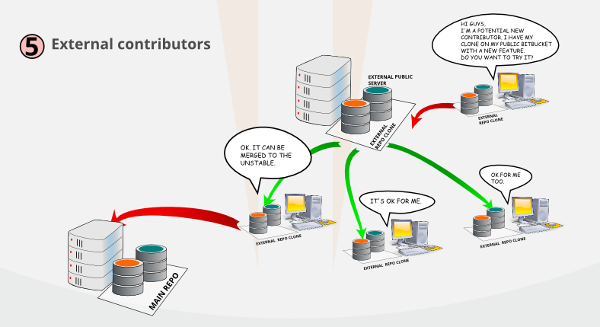 5 External contributors
HI GUYS,
I'M A POTENTIAL NEW
CONTRIBUTOR. I HAVE MY
CLONE ON MY PUBLIC BITBUCKET
WITH A NEW FEATURE.
DO YOU WANT TO TRY IT?
EXTERNAL PUBLIC
SERVER
EXTERNAL
REPO CLONE
EXTERNAL
REPO CLONE
OK. IT CAN BE
MERGED TO THE
UNSTABLE.
IT'S OK FOR ME.
OK FOR ME
TOO.
EXTERNAL REPO CLONE
EXTERNAL REPO CLONE
EXTERNAL REPO CLONE
MAIN REPO